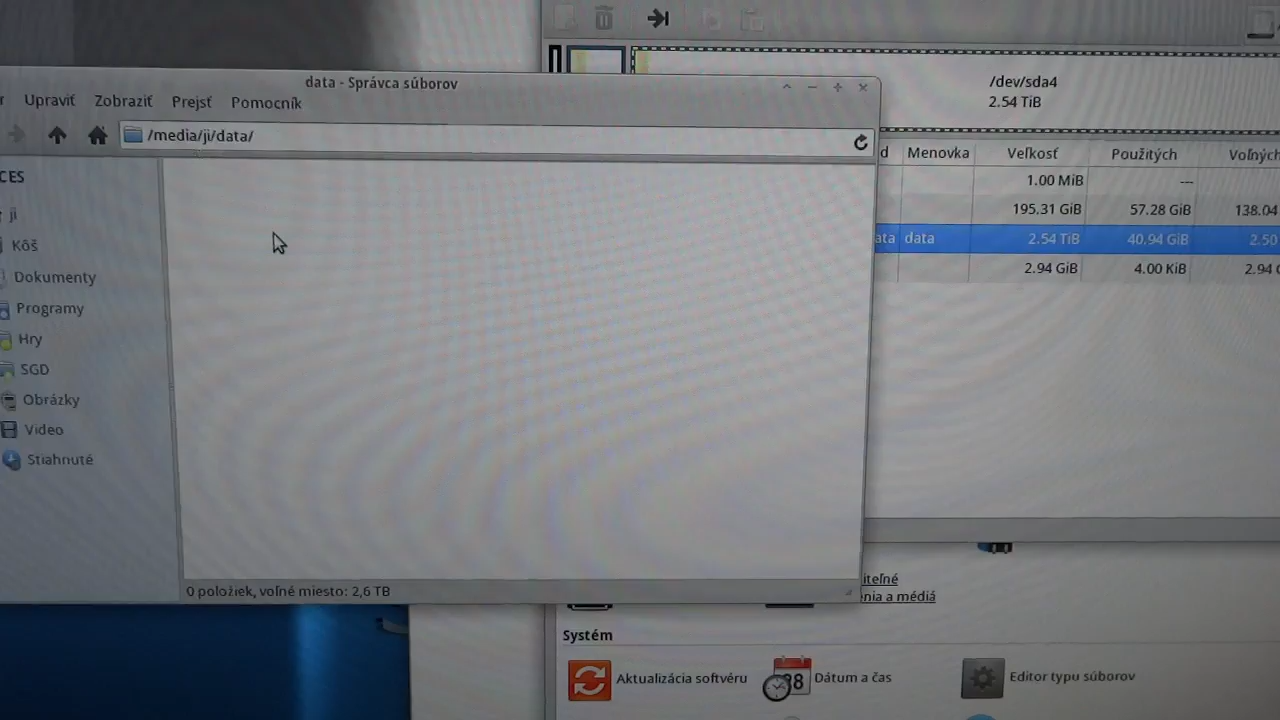 data - Správca súborov
Upraviť Zobraziť Prejsť Pomocník
/media/ji/data/
CES
ji
Kôš
Dokumenty
Programy
Hry
SGD
Obrázky
Video
Stiahnuté
0 položiek, voľné miesto: 2,6 TB
/dev/sda4
2.54 TiB
d Menovka Veľkosť Použitých Voľných
1.00 MiB ---
195.31 GiB 57.28 GiB 138.04
ata data 2.54 TiB 40.94 GiB 2.50
2.94 GiB 4.00 KiB 2.94 G
iteľné
nia a médiá
Systém
Aktualizácia softvéru Dátum a čas Editor typu súborov